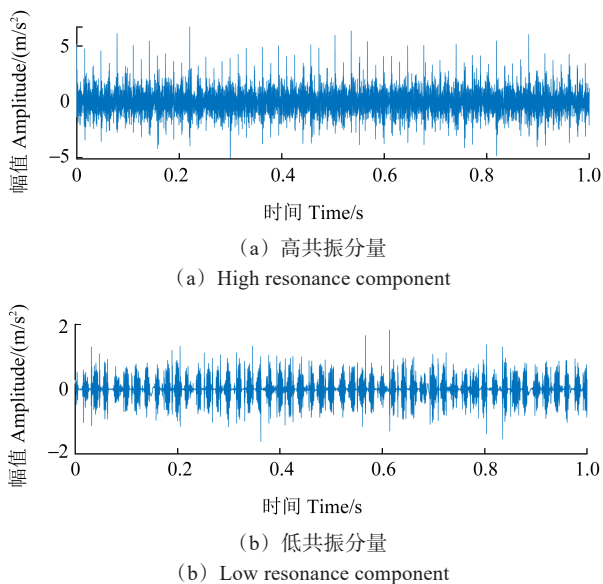 幅值 Amplitude/(m/s²)
5
0
−5
0 0.2 0.4 0.6 0.8 1.0
时间 Time/s
（a）高共振分量
（a）High resonance component
幅值 Amplitude/(m/s²)
2
0
−2
0 0.2 0.4 0.6 0.8 1.0
时间 Time/s
（b）低共振分量
（b）Low resonance component